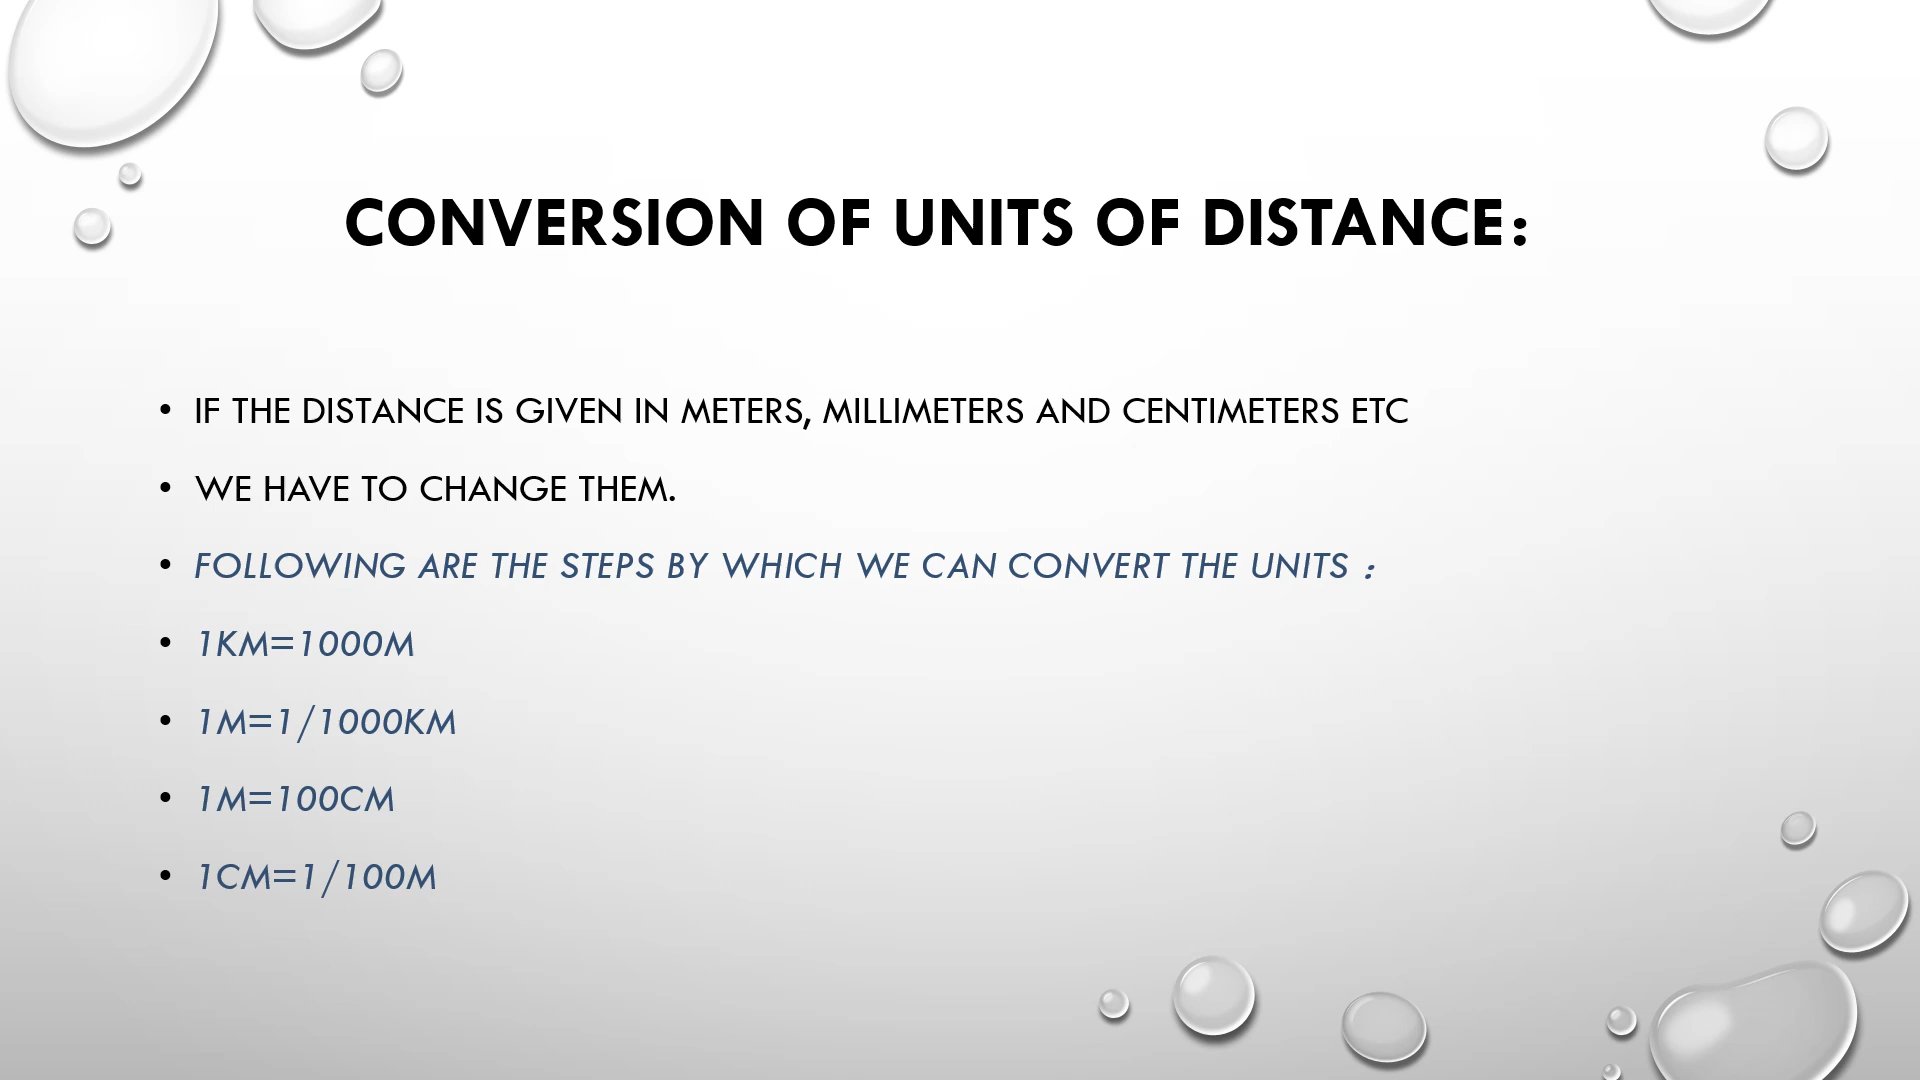 CONVERSION OF UNITS OF DISTANCE:
• IF THE DISTANCE IS GIVEN IN METERS, MILLIMETERS AND CENTIMETERS ETC
• WE HAVE TO CHANGE THEM.
• FOLLOWING ARE THE STEPS BY WHICH WE CAN CONVERT THE UNITS :
• 1KM=1000M
• 1M=1/1000KM
• 1M=100CM
• 1CM=1/100M